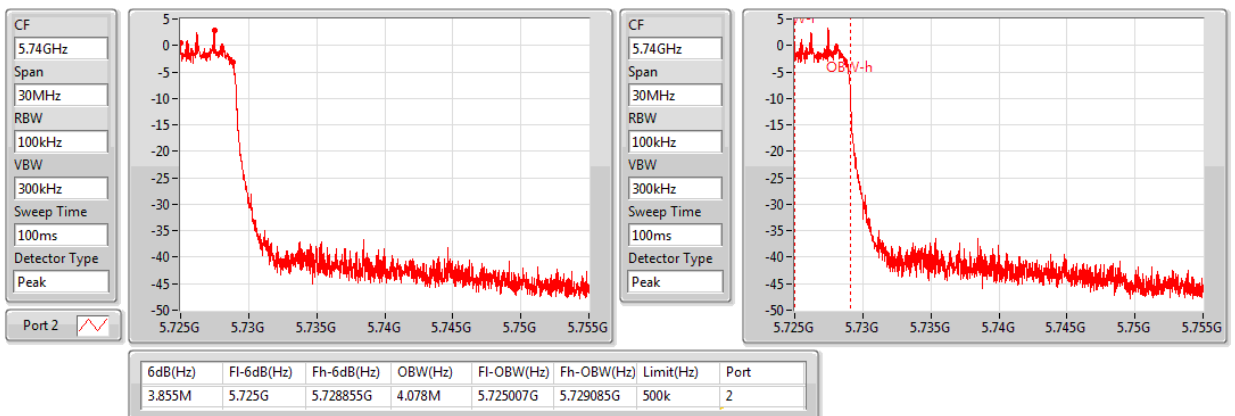 CF
5.74GHz
Span
30MHz
RBW
100kHz
VBW
300kHz
Sweep Time
100ms
Detector Type
Peak
Port 2
5
0
-5
-10
-15
-20
-25
-30
-35
-40
-45
-50
5.725G 5.73G 5.735G 5.74G 5.745G 5.75G 5.755G
CF
5.74GHz
Span
30MHz
RBW
100kHz
VBW
300kHz
Sweep Time
100ms
Detector Type
Peak
5
0
-5
-10
-15
-20
-25
-30
-35
-40
-45
-50
OBW-h
5.725G 5.73G 5.735G 5.74G 5.745G 5.75G 5.755G
6dB(Hz) Fl-6dB(Hz) Fh-6dB(Hz) OBW(Hz) Fl-OBW(Hz) Fh-OBW(Hz) Limit(Hz) Port
3.855M 5.725G 5.728855G 4.078M 5.725007G 5.729085G 500k 2